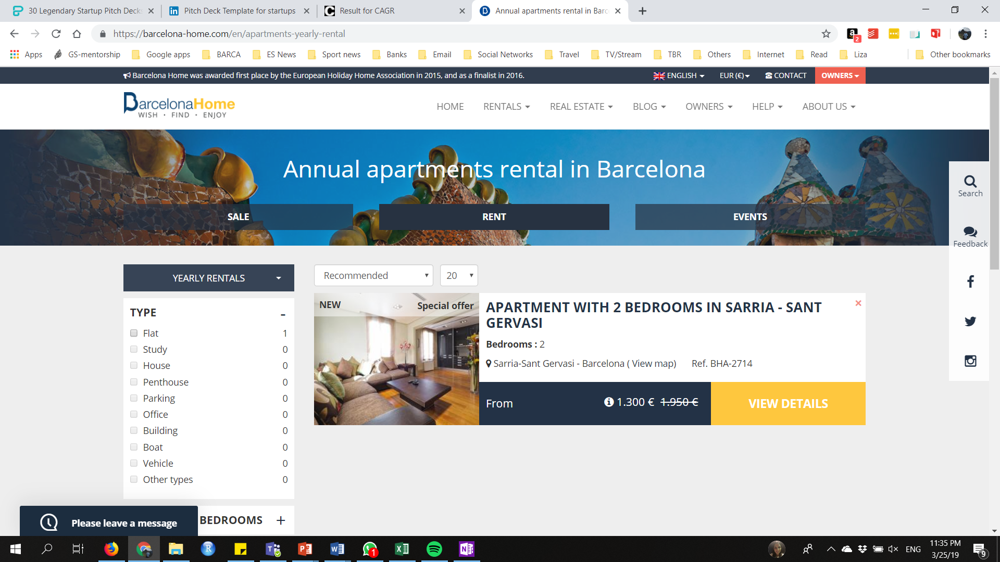 30 Legendary Startup Pitch Decks
Pitch Deck Template for startups
Result for CAGR
Annual apartments rental in Barc
https://barcelona-home.com/en/apartments-yearly-rental
2
Apps
GS-mentorship
Google apps
BARCA
ES News
Sport news
Banks
Email
Social Networks
Travel
TV/Stream
TBR
Others
Internet
Read
Liza
Other bookmarks
Barcelona Home was awarded first place by the European Holiday Home Association in 2015, and as a finalist in 2016.
ENGLISH
EUR (€)
CONTACT
OWNERS
BarcelonaHome
WISH · FIND · ENJOY
HOME
RENTALS
REAL ESTATE
BLOG
OWNERS
HELP
ABOUT US
Annual apartments rental in Barcelona
SALE
RENT
EVENTS
Search
Feedback
YEARLY RENTALS
Recommended
20
TYPE -
Flat 1
Study 0
House 0
Penthouse 0
Parking 0
Office 0
Building 0
Boat 0
Vehicle 0
Other types 0
BEDROOMS +
NEW
Special offer
APARTMENT WITH 2 BEDROOMS IN SARRIA - SANT
GERVASI
Bedrooms : 2
Sarria-Sant Gervasi - Barcelona ( View map)
Ref. BHA-2714
From
1.300 € 1.950 €
VIEW DETAILS
Please leave a message
1
ENG
11:35 PM
3/25/19
9